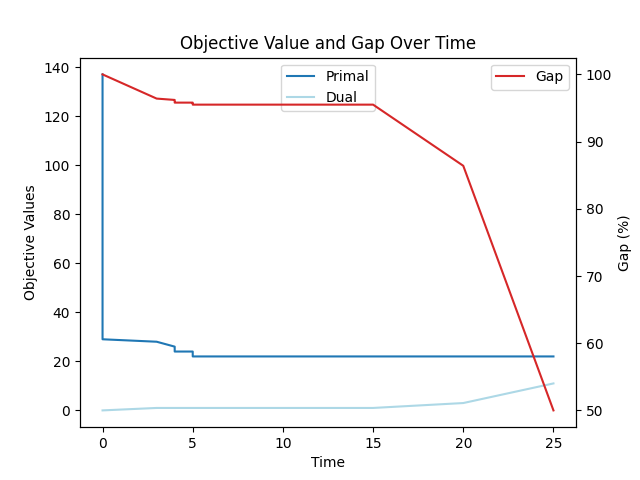 Objective Value and Gap Over Time
Primal
Dual
Gap
Objective Values
140
120
100
80
60
40
20
0
Gap (%)
100
90
80
70
60
50
0 5 10 15 20 25
Time